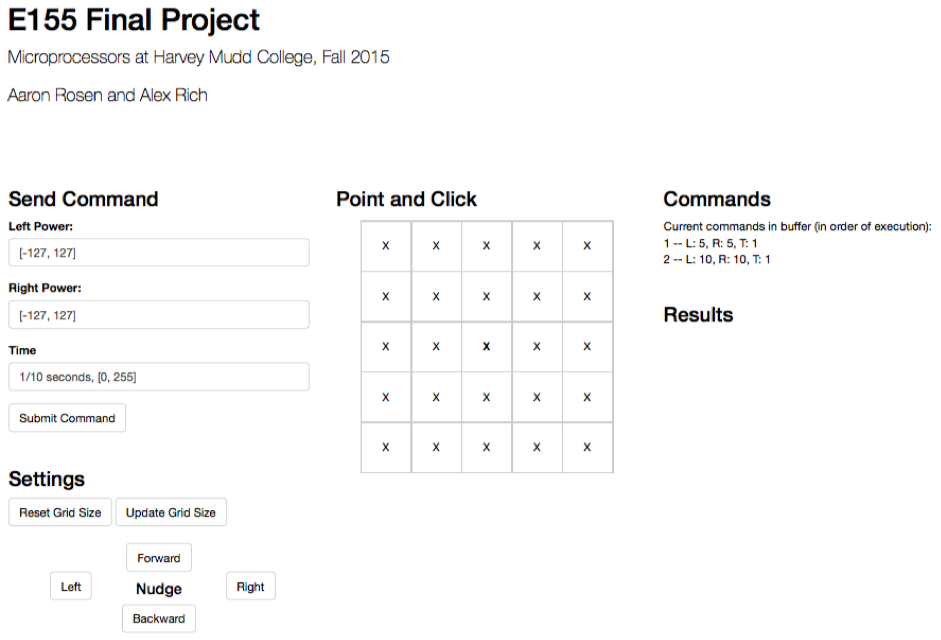 E155 Final Project
Microprocessors at Harvey Mudd College, Fall 2015
Aaron Rosen and Alex Rich
Send Command
Left Power:
[-127, 127]
Right Power:
[-127, 127]
Time
1/10 seconds, [0, 255]
Submit Command
Settings
Reset Grid Size Update Grid Size
Forward
Left Nudge Right
Backward
Point and Click
X X X X X
X X X X X
X X X X X
X X X X X
X X X X X
Commands
Current commands in buffer (in order of execution):
1 -- L: 5, R: 5, T: 1
2 -- L: 10, R: 10, T: 1
Results